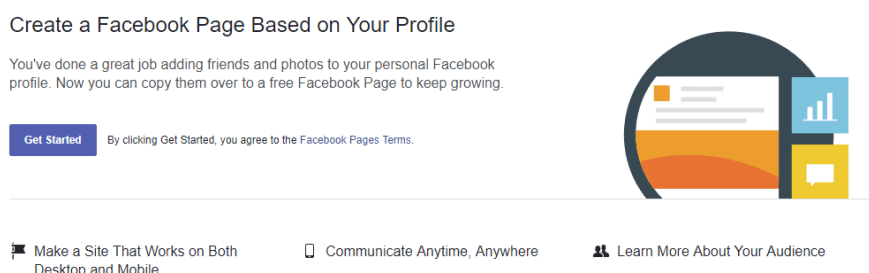 Create a Facebook Page Based on Your Profile
You've done a great job adding friends and photos to your personal Facebook
profile. Now you can copy them over to a free Facebook Page to keep growing.
Get Started By clicking Get Started, you agree to the Facebook Pages Terms.
Make a Site That Works on Both Communicate Anytime, Anywhere Learn More About Your Audience
Desktop and Mobile